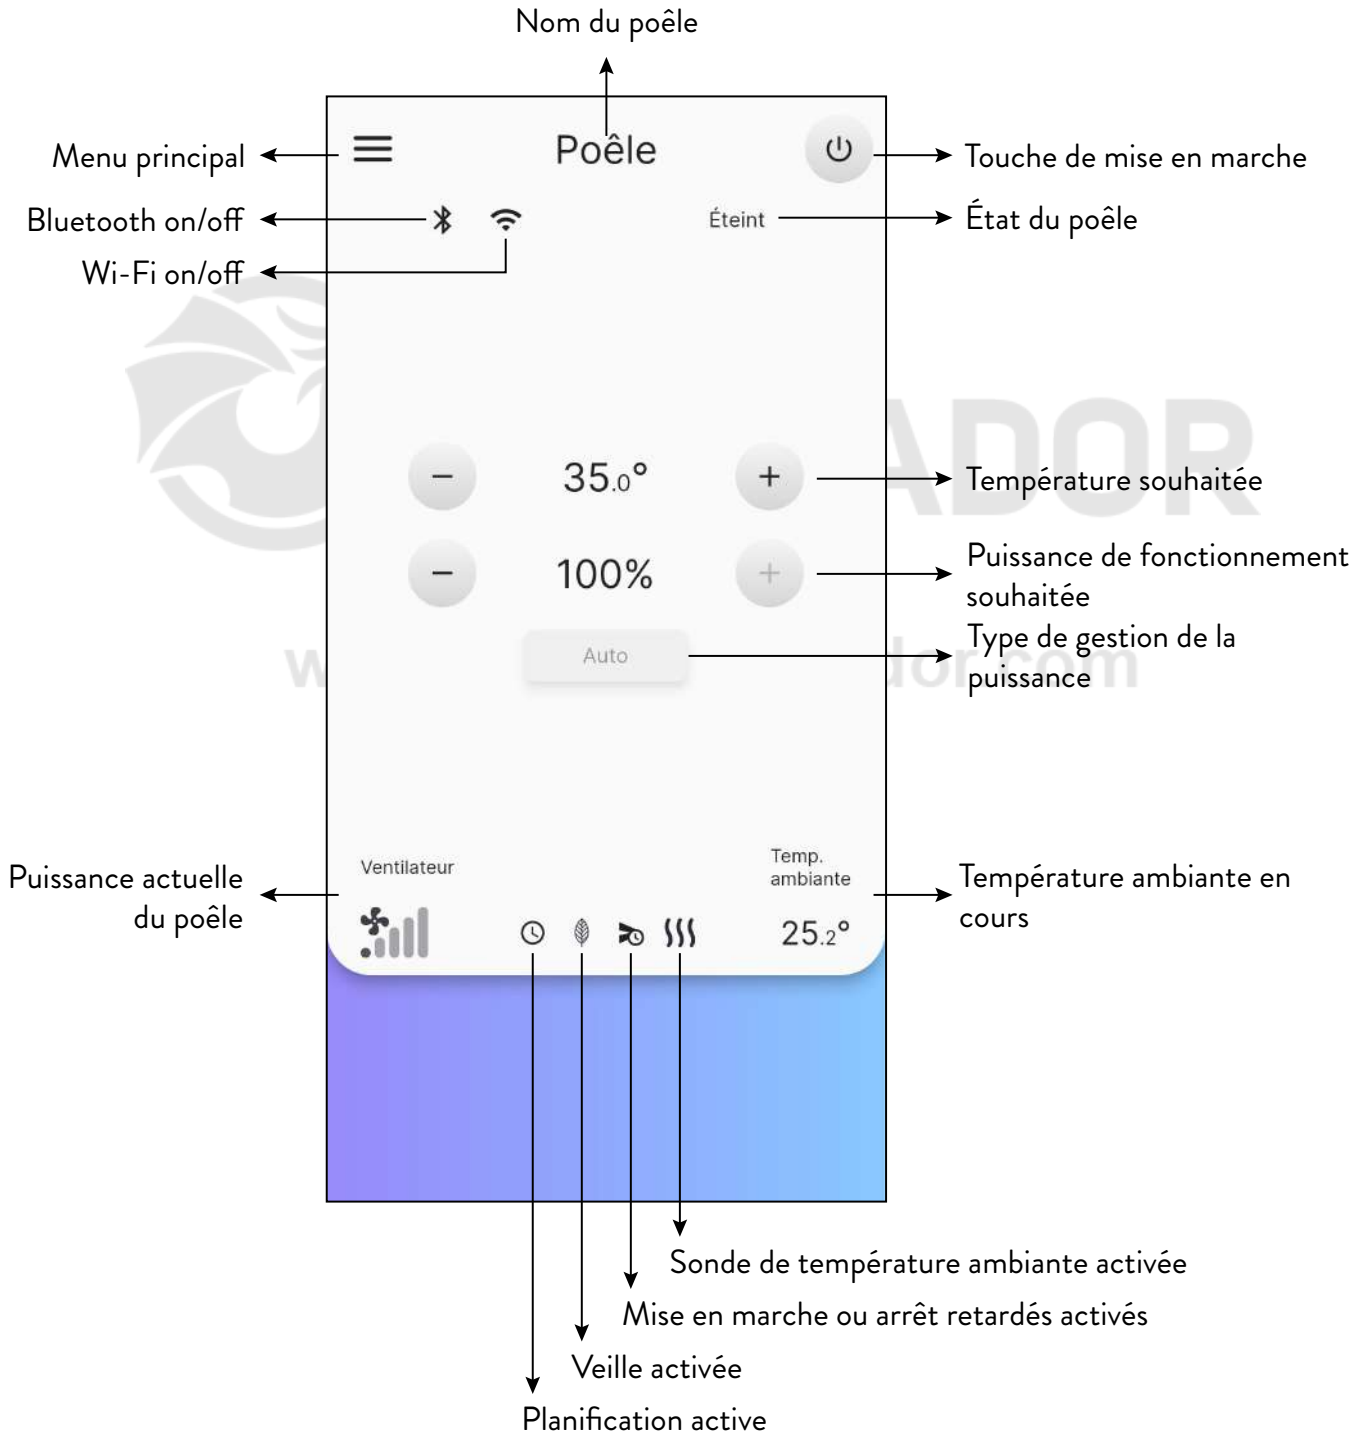 Nom du poêle
Menu principal
Poêle
Touche de mise en marche
Bluetooth on/off
Éteint
État du poêle
Wi-Fi on/off
ADOR
35.0°
Température souhaitée
100%
Puissance de fonctionnement
souhaitée
Auto
Type de gestion de la
puissance
w
dor.com
Ventilateur
Temp.
ambiante
Puissance actuelle
du poêle
Température ambiante en
cours
25.2°
Sonde de température ambiante activée
Mise en marche ou arrêt retardés activés
Veille activée
Planification active